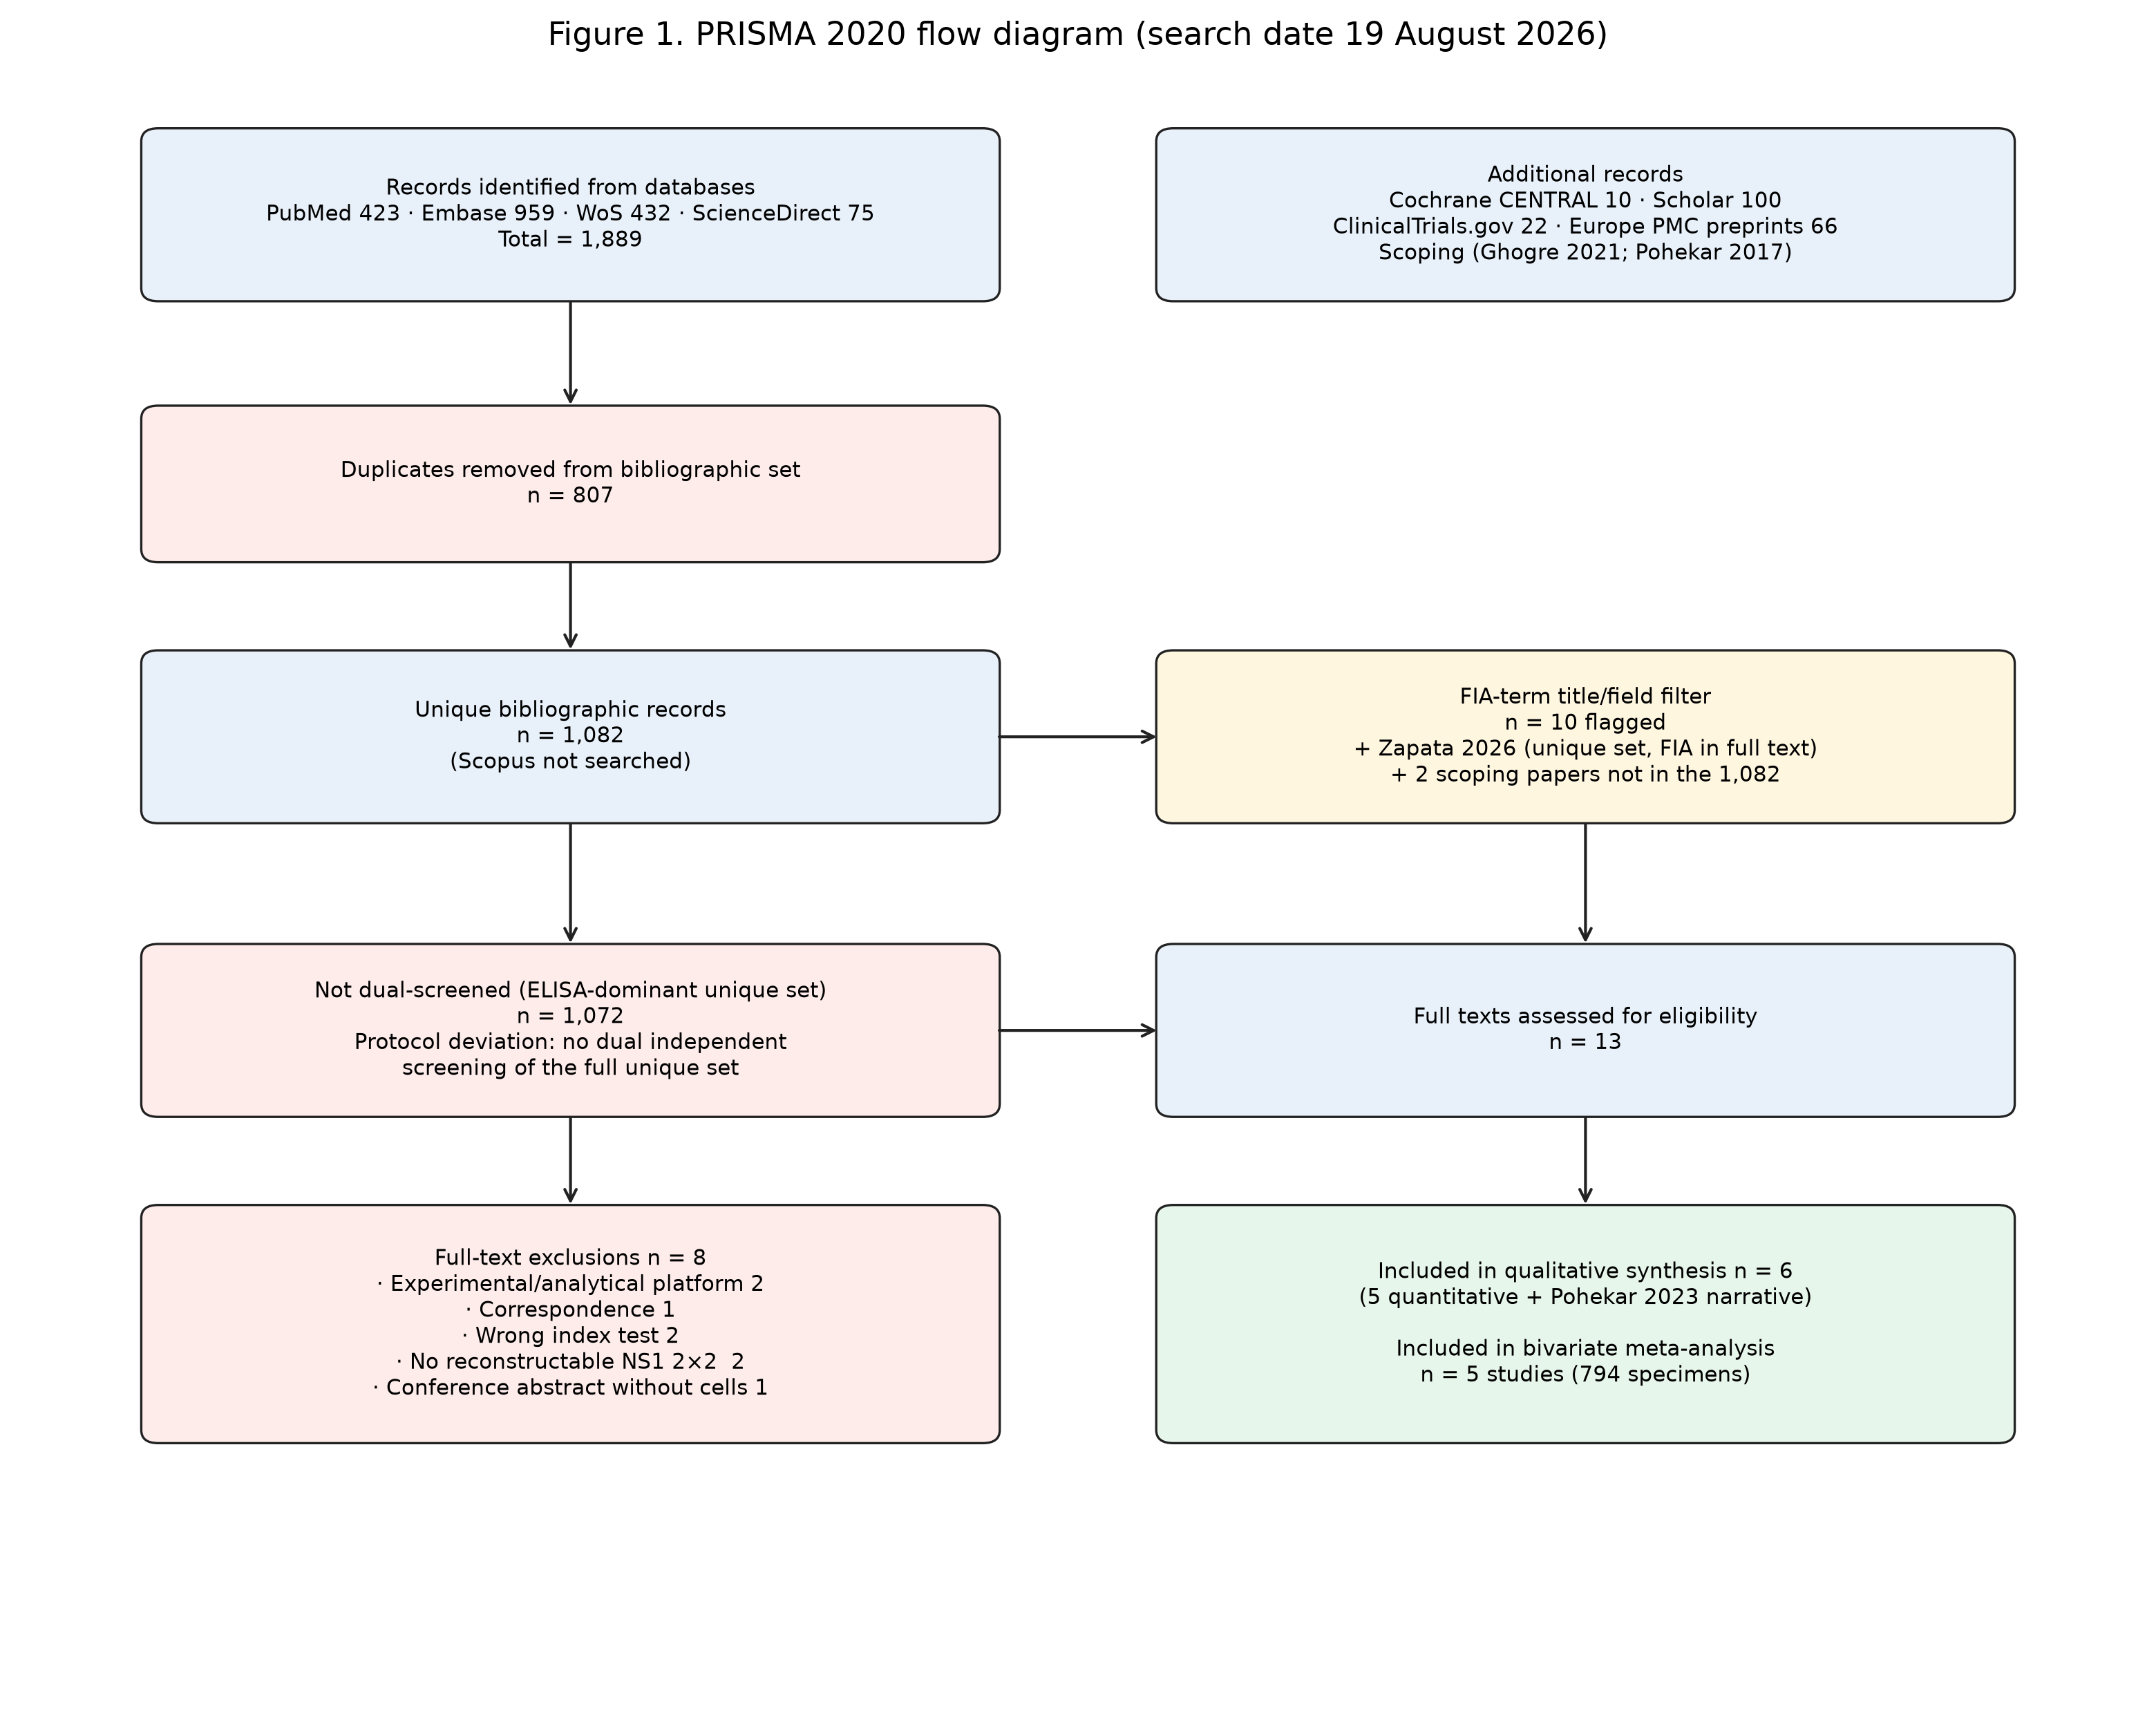 Figure 1. PRISMA 2020 flow diagram (search date 19 August 2026)
Records identified from databases
PubMed 423 · Embase 959 · WoS 432 · ScienceDirect 75
Total = 1,889
Additional records
Cochrane CENTRAL 10 · Scholar 100
ClinicalTrials.gov 22 · Europe PMC preprints 66
Scoping (Ghogre 2021; Pohekar 2017)
Duplicates removed from bibliographic set
n = 807
Unique bibliographic records
n = 1,082
(Scopus not searched)
FIA-term title/field filter
n = 10 flagged
+ Zapata 2026 (unique set, FIA in full text)
+ 2 scoping papers not in the 1,082
Not dual-screened (ELISA-dominant unique set)
n = 1,072
Protocol deviation: no dual independent
screening of the full unique set
Full texts assessed for eligibility
n = 13
Full-text exclusions n = 8
· Experimental/analytical platform 2
· Correspondence 1
· Wrong index test 2
· No reconstructable NS1 2×2  2
· Conference abstract without cells 1
Included in qualitative synthesis n = 6
(5 quantitative + Pohekar 2023 narrative)
Included in bivariate meta-analysis
n = 5 studies (794 specimens)